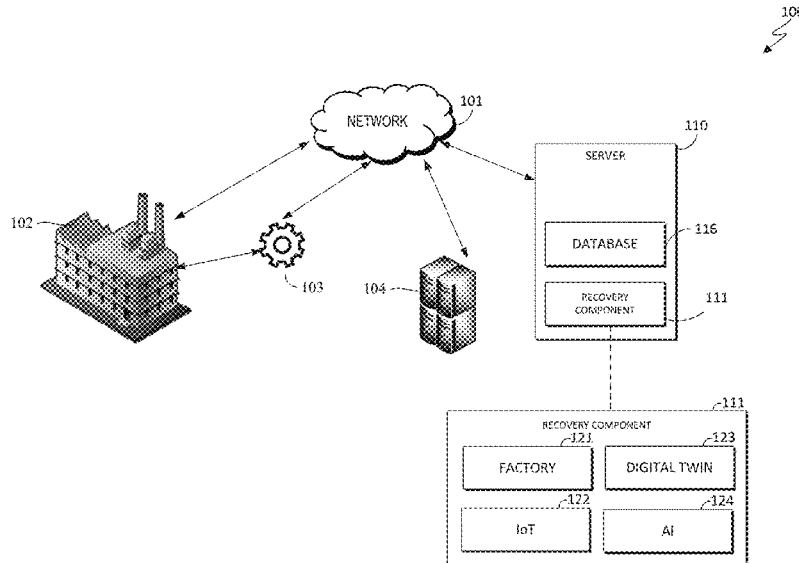 100
NETWORK
101
102
103
104
110
SERVER
DATABASE
116
RECOVERY
COMPONENT
111
111
RECOVERY COMPONENT
121
FACTORY
123
DIGITAL TWIN
122
IoT
124
AI